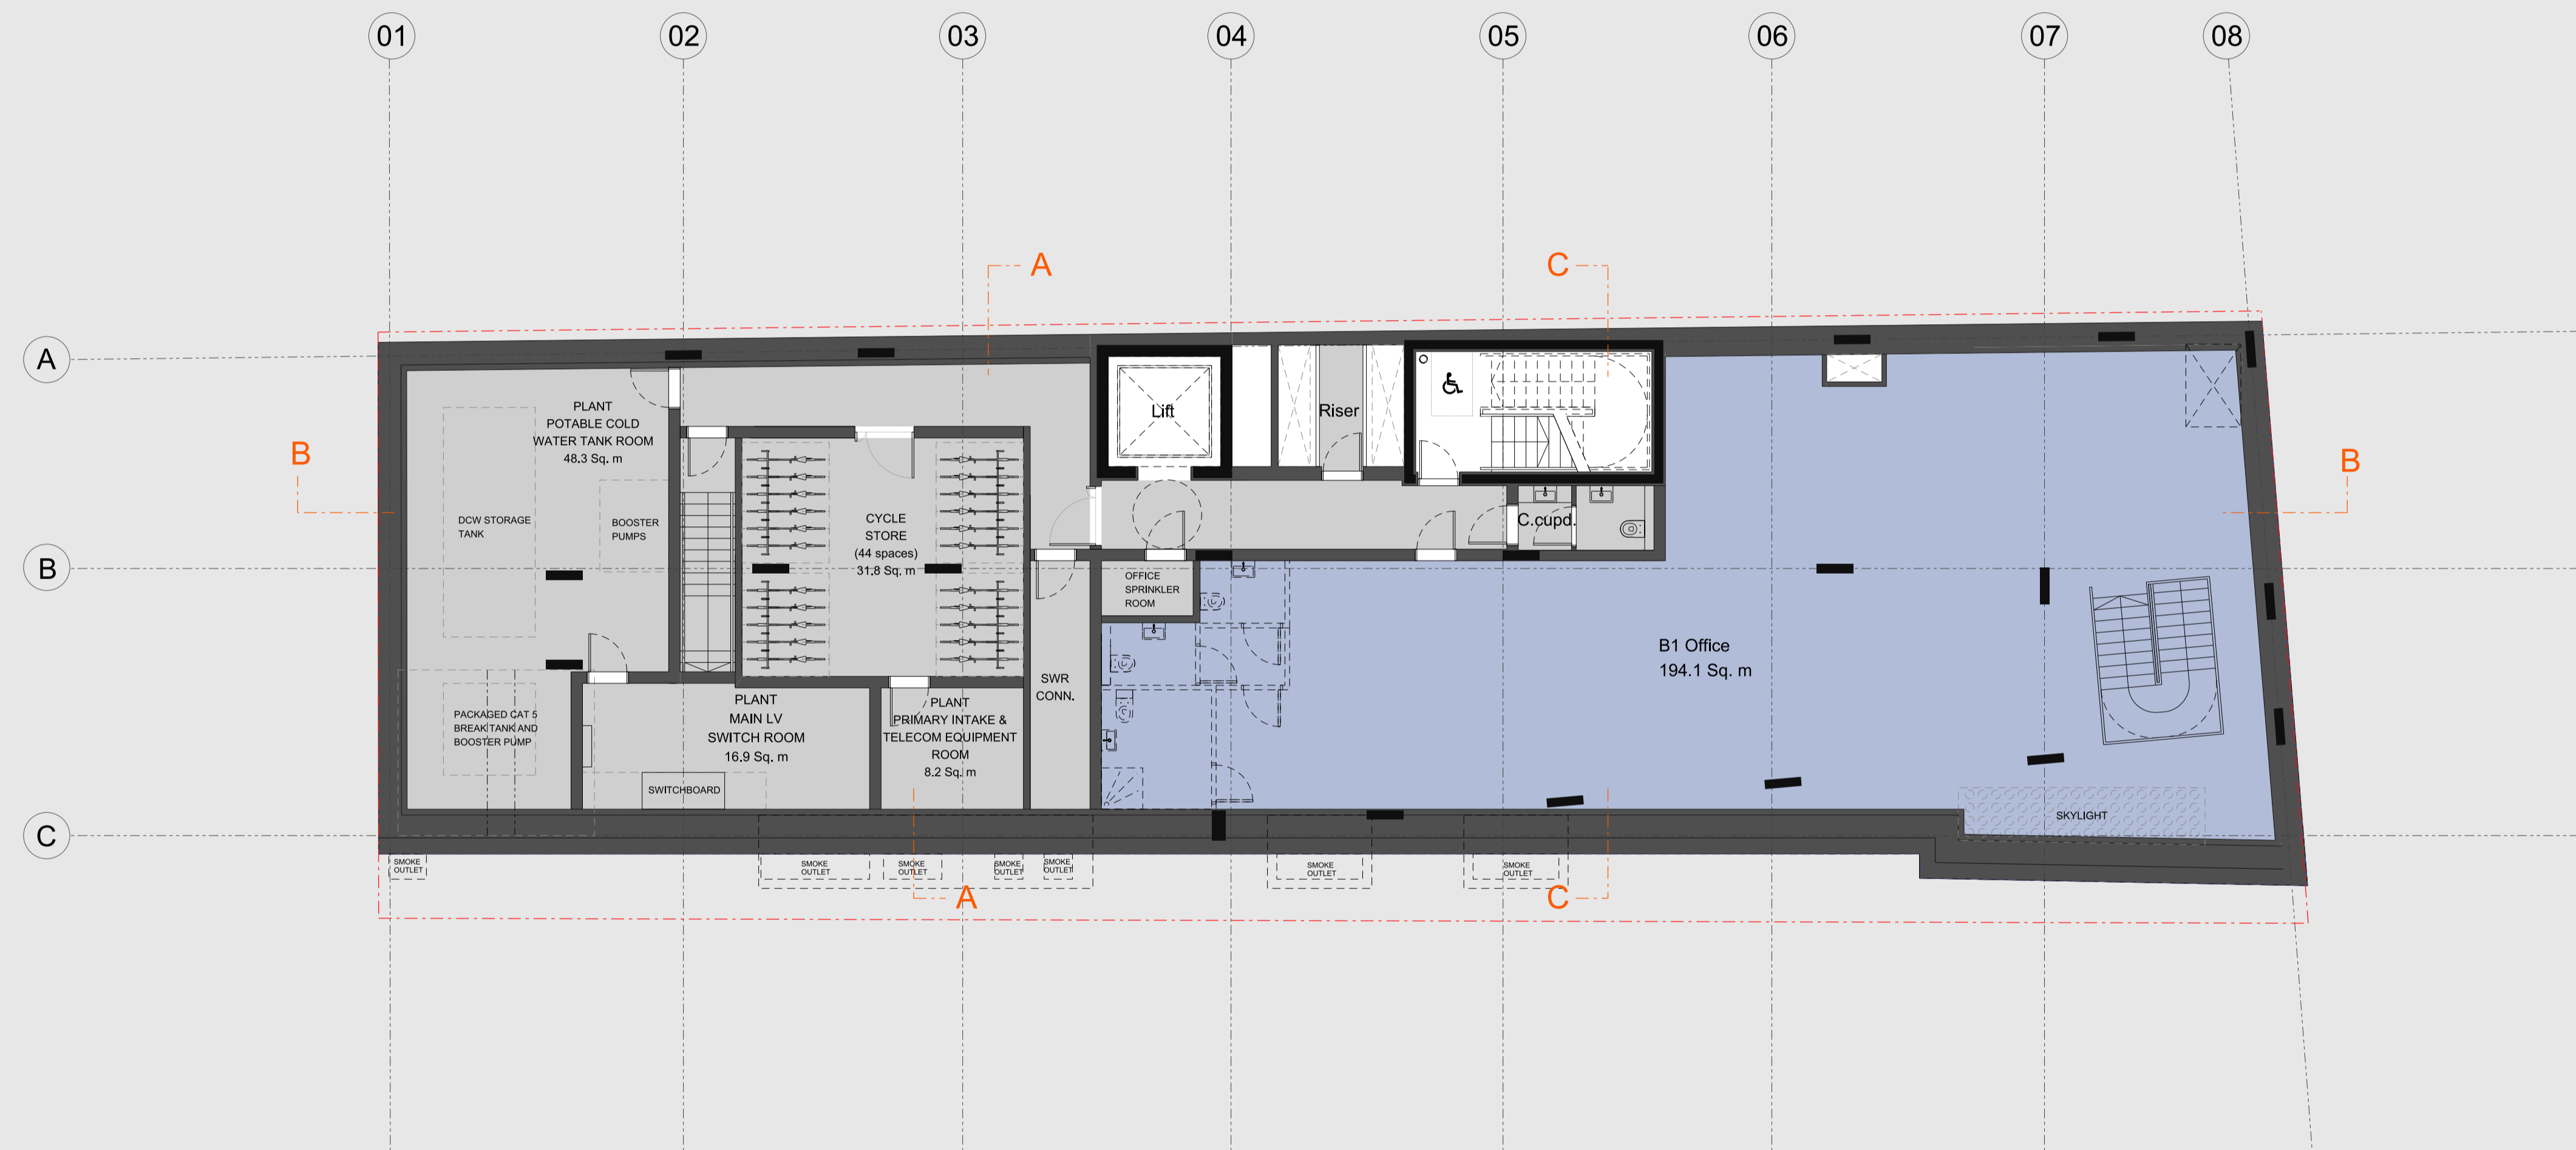 01
02
03
04
05
06
07
08
A
C
A
B
B
B
C
PLANT
POTABLE COLD
WATER TANK ROOM
48.3 Sq. m
DCW STORAGE
TANK
BOOSTER
PUMPS
CYCLE
STORE
(44 spaces)
31.8 Sq. m
Lift
Riser
C.cupd.
OFFICE
SPRINKLER
ROOM
B1 Office
194.1 Sq. m
SWR
CONN.
PACKAGED CAT 5
BREAK TANK AND
BOOSTER PUMP
PLANT
MAIN LV
SWITCH ROOM
16.9 Sq. m
SWITCHBOARD
PLANT
PRIMARY INTAKE &
TELECOM EQUIPMENT
ROOM
8.2 Sq. m
SKYLIGHT
SMOKE
OUTLET
SMOKE
OUTLET
SMOKE
OUTLET
SMOKE
OUTLET
SMOKE
OUTLET
SMOKE
OUTLET
SMOKE
OUTLET
A
C